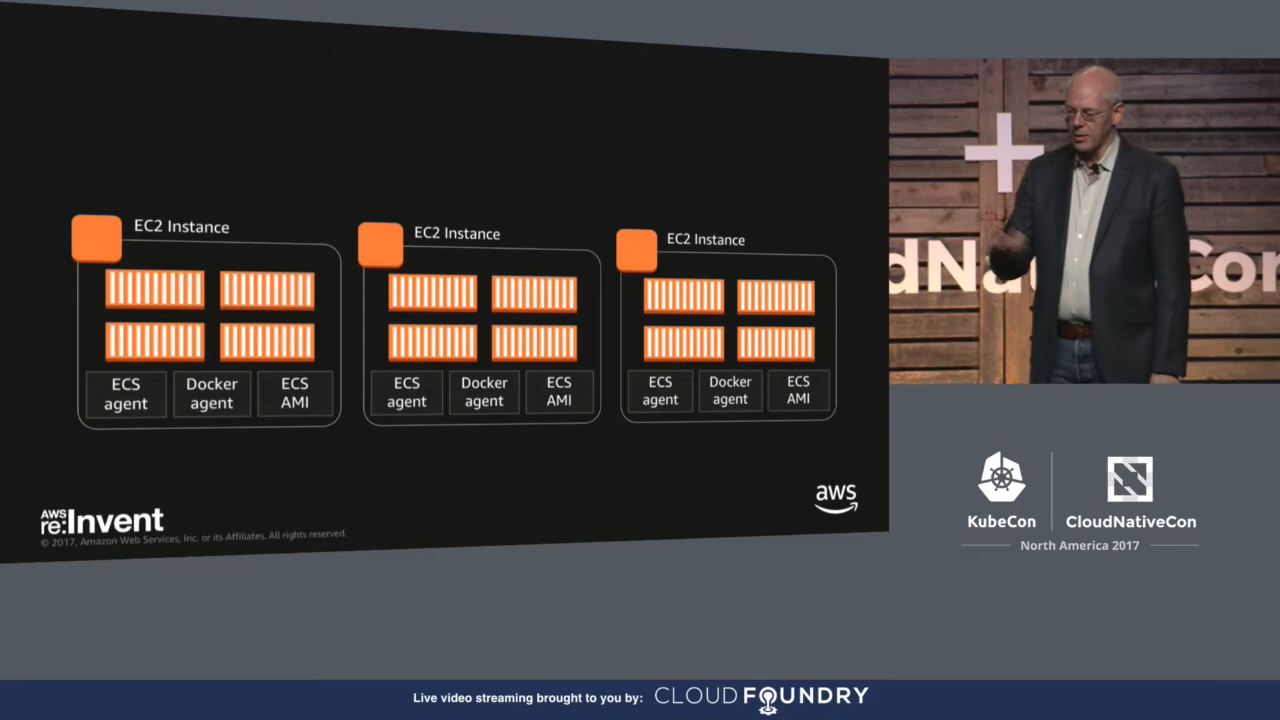 EC2 Instance
EC2 Instance
EC2 Instance
ECS
agent
Docker
agent
ECS
AMI
ECS
agent
Docker
agent
ECS
AMI
ECS
agent
Docker
agent
ECS
AMI
AWS
re:Invent
© 2017, Amazon Web Services, Inc. or its Affiliates. All rights reserved.
aws
dNa
Con
KubeCon
CloudNativeCon
North America 2017
Live video streaming brought to you by: CLOUD FOUNDRY